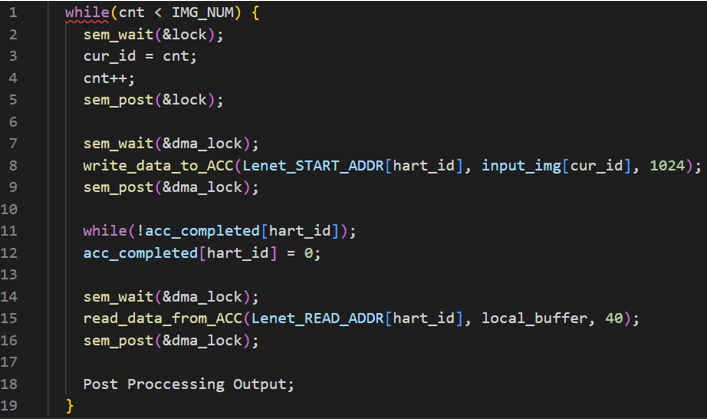 1 while(cnt < IMG_NUM) {
2 sem_wait(&lock);
3 cur_id = cnt;
4 cnt++;
5 sem_post(&lock);
6
7 sem_wait(&dma_lock);
8 write_data_to_ACC(Lenet_START_ADDR[hart_id], input_img[cur_id], 1024);
9 sem_post(&dma_lock);
10
11 while(!acc_completed[hart_id]);
12 acc_completed[hart_id] = 0;
13
14 sem_wait(&dma_lock);
15 read_data_from_ACC(Lenet_READ_ADDR[hart_id], local_buffer, 40);
16 sem_post(&dma_lock);
17
18 Post Proccessing Output;
19 }